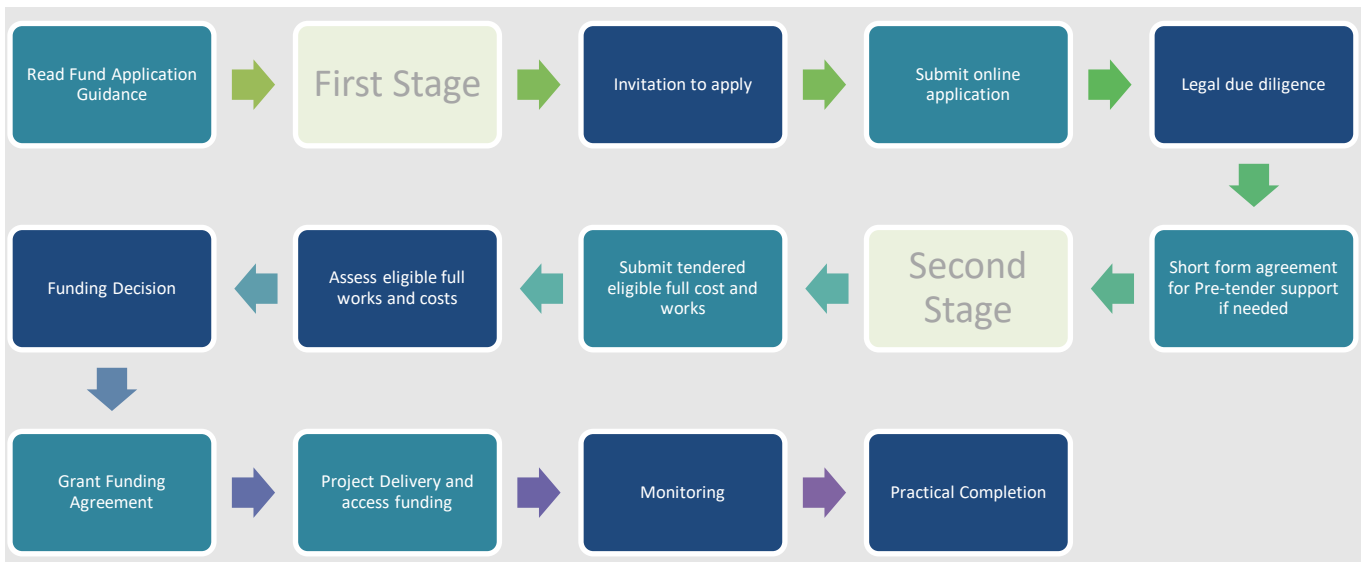 Read Fund Application
Guidance
First Stage
Invitation to apply
Submit online
application
Legal due diligence
Short form agreement
for Pre-tender support
if needed
Second
Stage
Submit tendered
eligible full cost and
works
Assess eligible full
works and costs
Funding Decision
Grant Funding
Agreement
Project Delivery and
access funding
Monitoring
Practical Completion